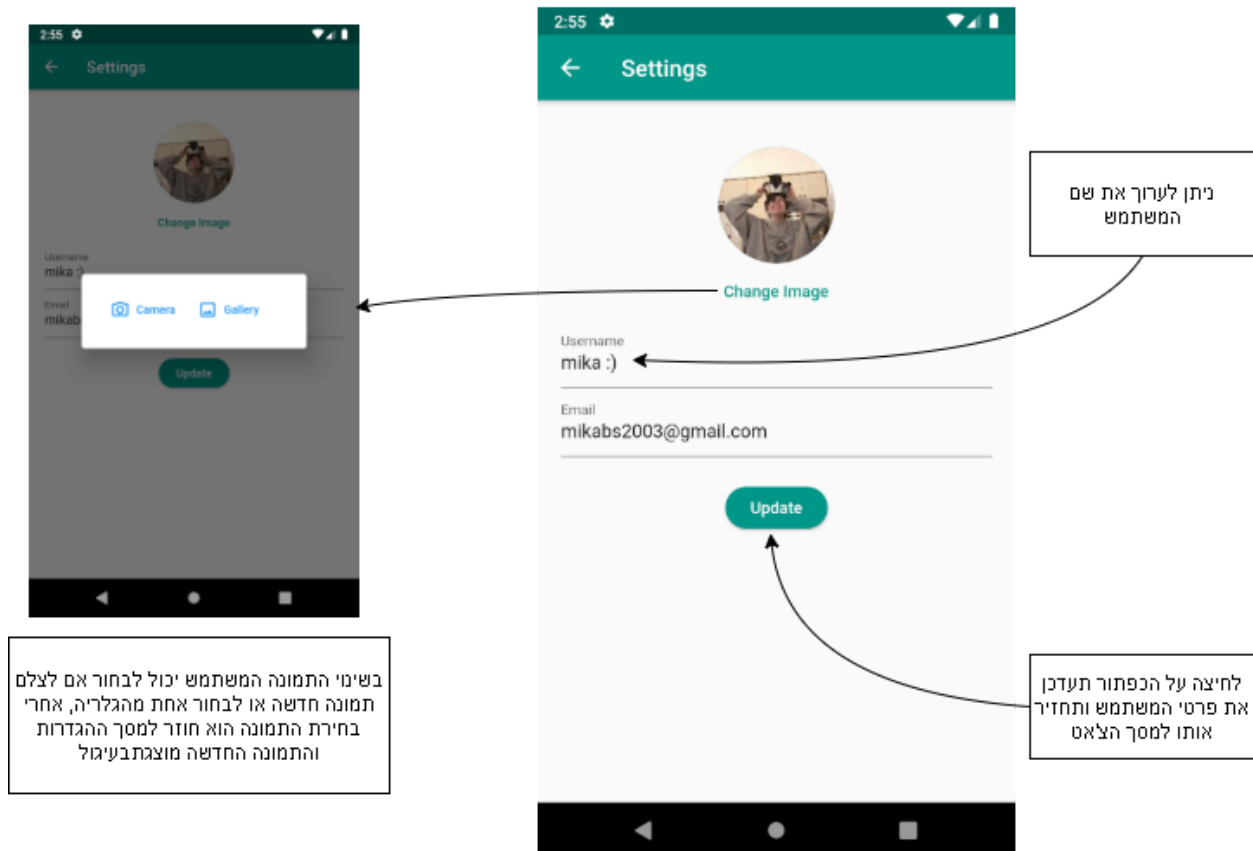 2:55
Settings
Change Image
Username
mika :)
Email
mikab
Camera
Gallery
Update
בשינוי התמונה המשתמש יכול לבחור אם לצלם
תמונה חדשה או לבחור אחת מהגלריה, אחרי
בחירת התמונה הוא חוזר למסך ההגדרות
והתמונה החדשה מוצגתבעיגול
2:55
Settings
Change Image
Username
mika :)
Email
mikabs2003@gmail.com
Update
ניתן לערוך את שם
המשתמש
לחיצה על הכפתור תעדכן
את פרטי המשתמש ותחזיר
אותו למסך הצ'אט